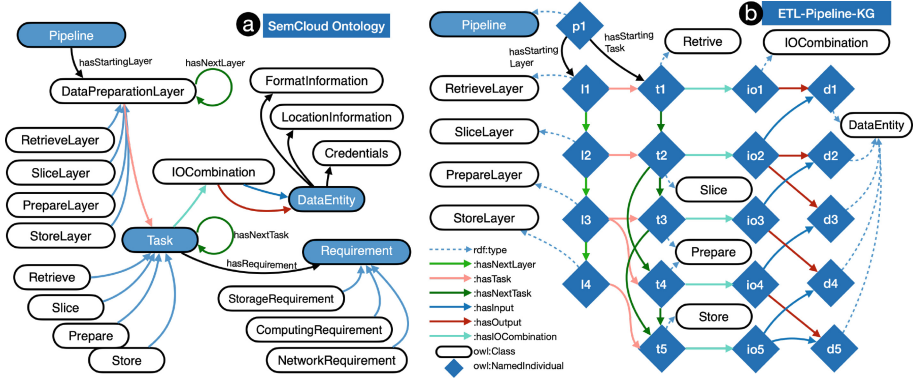 a
SemCloud Ontology
Pipeline
hasStartingLayer
hasNextLayer
DataPreparationLayer
FormatInformation
LocationInformation
Credentials
RetrieveLayer
SliceLayer
PrepareLayer
StoreLayer
IOCombination
DataEntity
Task
hasNextTask
hasRequirement
Requirement
Retrieve
Slice
Prepare
Store
StorageRequirement
ComputingRequirement
NetworkRequirement
b
ETL-Pipeline-KG
Pipeline
p1
hasStarting
Layer
hasStarting
Task
Retrive
IOCombination
RetrieveLayer
l1
t1
io1
d1
DataEntity
SliceLayer
l2
t2
io2
d2
PrepareLayer
Slice
StoreLayer
l3
t3
io3
d3
Prepare
l4
t4
io4
d4
Store
t5
io5
d5
rdf:type
:hasNextLayer
:hasTask
:hasNextTask
:hasInput
:hasOutput
:hasIOCombination
owl:Class
owl:NamedIndividual